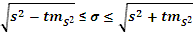 √(s² − tm_{s²}) ≤ σ ≤ √(s² + tm_{s²})